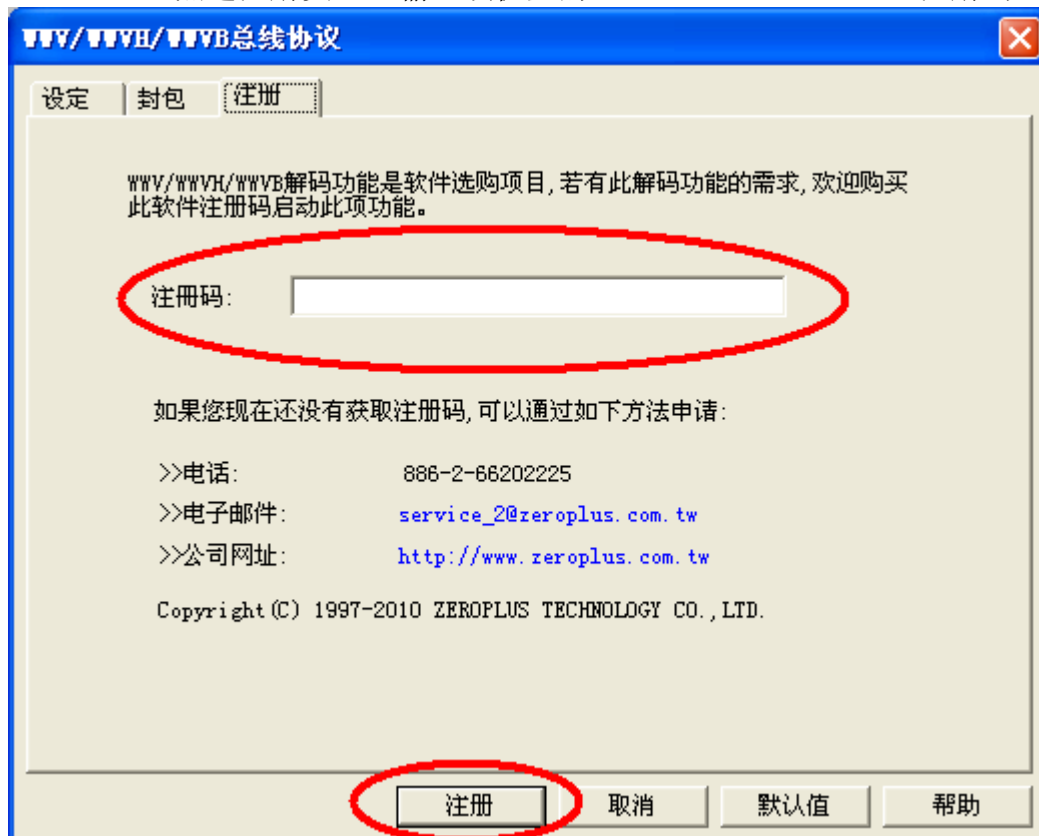 WWV/WWVH/WWVB总线协议
设定 封包 注册
WWV/WWVH/WWVB解码功能是软件选购项目,若有此解码功能的需求,欢迎购买
此软件注册码启动此项功能。
注册码:
如果您现在还没有获取注册码,可以通过如下方法申请:
>>电话: 886-2-66202225
>>电子邮件: service_2@zeroplus.com.tw
>>公司网址: http://www.zeroplus.com.tw
Copyright(C) 1997-2010 ZEROPLUS TECHNOLOGY CO.,LTD.
注册 取消 默认值 帮助